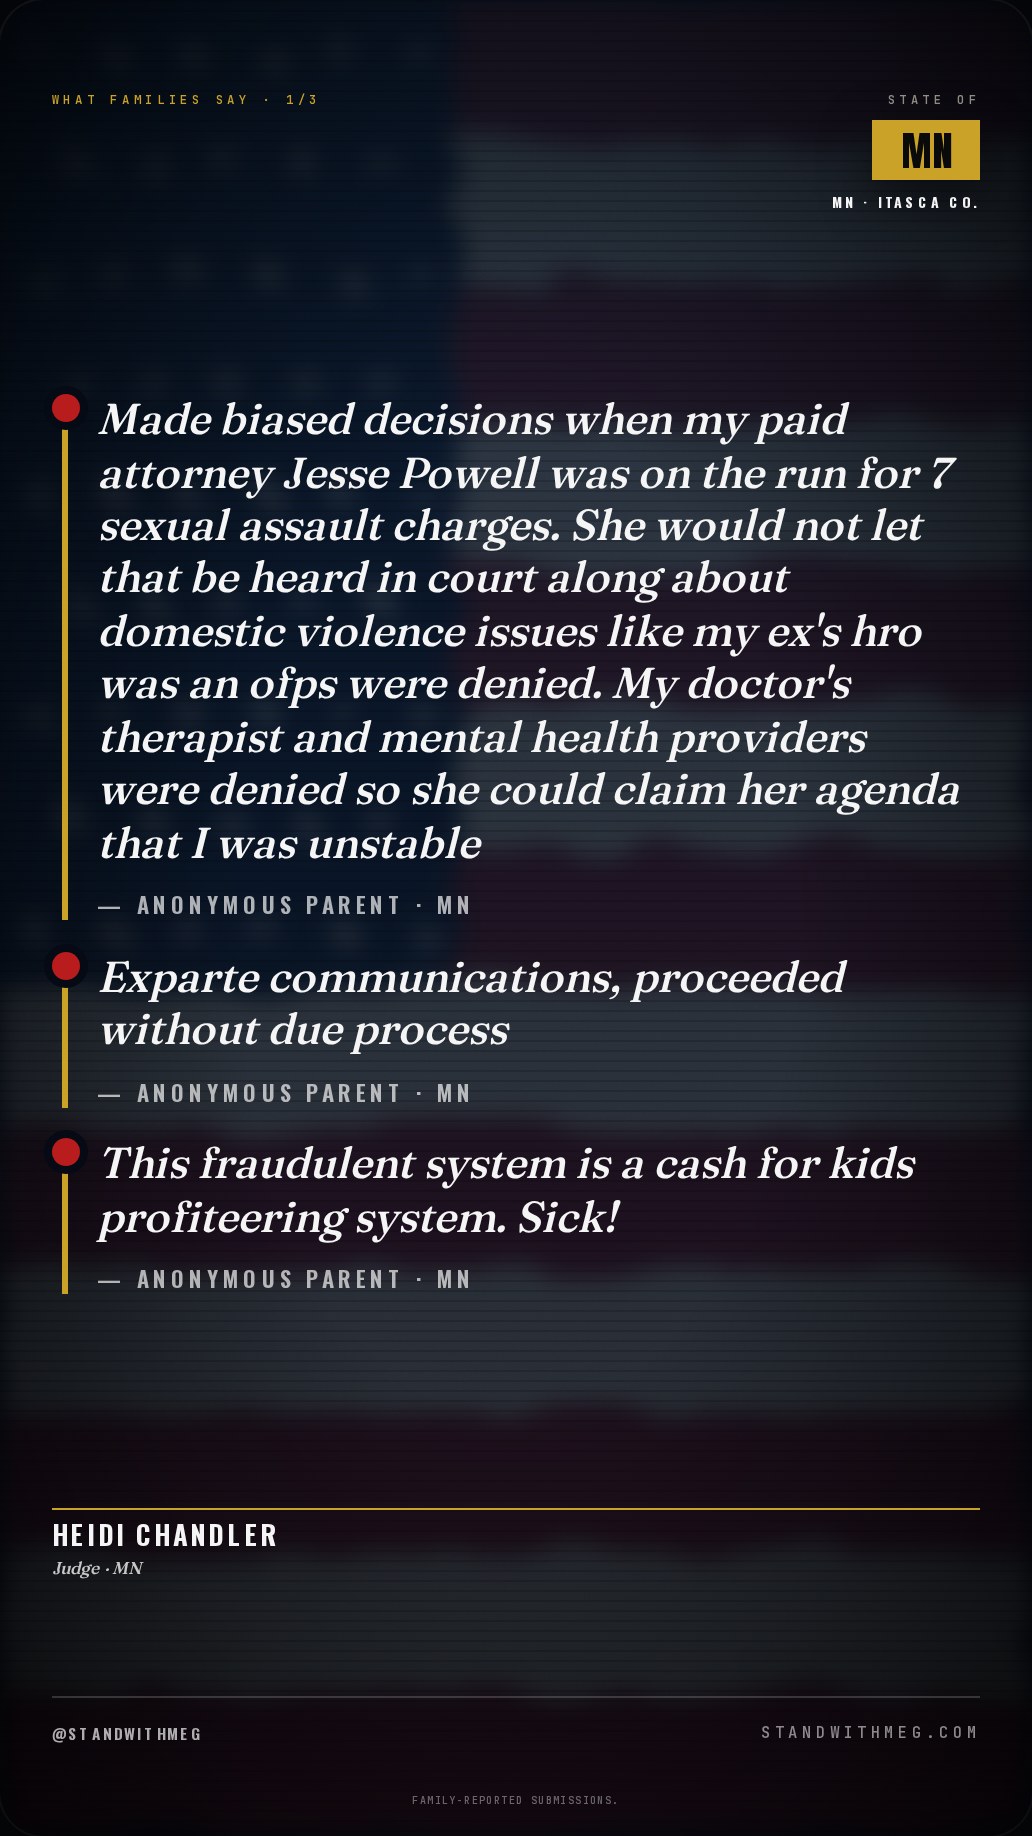 WHAT FAMILIES SAY · 1/3
STATE OF
MN
MN · ITASCA CO.
Made biased decisions when my paid
attorney Jesse Powell was on the run for 7
sexual assault charges. She would not let
that be heard in court along about
domestic violence issues like my ex's hro
was an ofps were denied. My doctor's
therapist and mental health providers
were denied so she could claim her agenda
that I was unstable
— ANONYMOUS PARENT · MN
Exparte communications, proceeded
without due process
— ANONYMOUS PARENT · MN
This fraudulent system is a cash for kids
profiteering system. Sick!
— ANONYMOUS PARENT · MN
HEIDI CHANDLER
Judge · MN
@STANDWITHMEG
STANDWITHMEG.COM
FAMILY-REPORTED SUBMISSIONS.